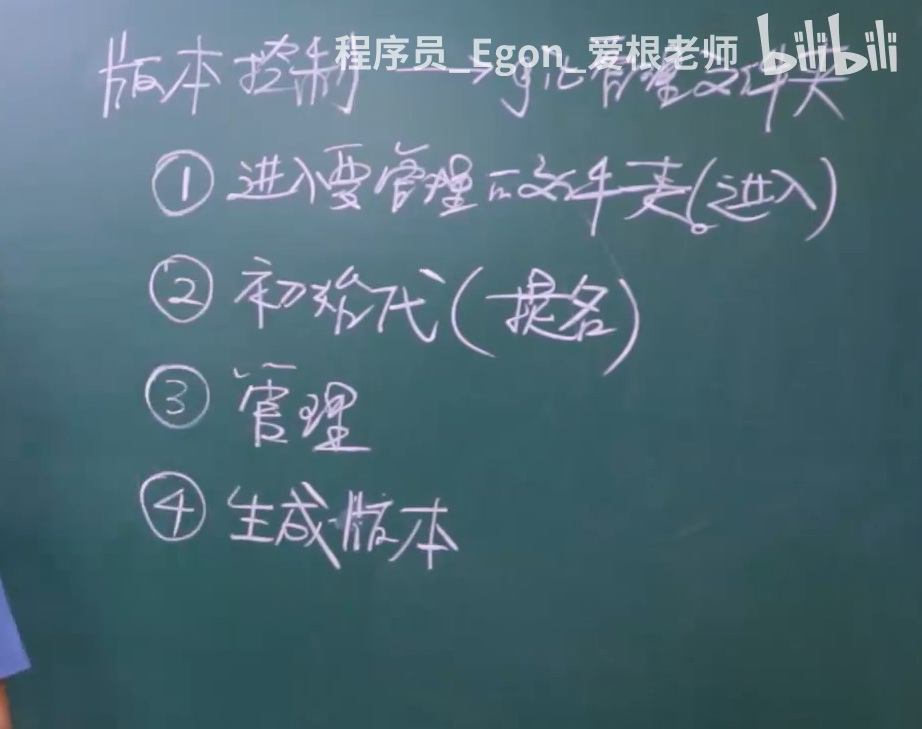 程序员_Egon_爱根老师 bilibili
版本控制 → git管理文件夹
① 进入要管理的文件夹(进入)
② 初始化(提名)
③ 管理
④ 生成版本